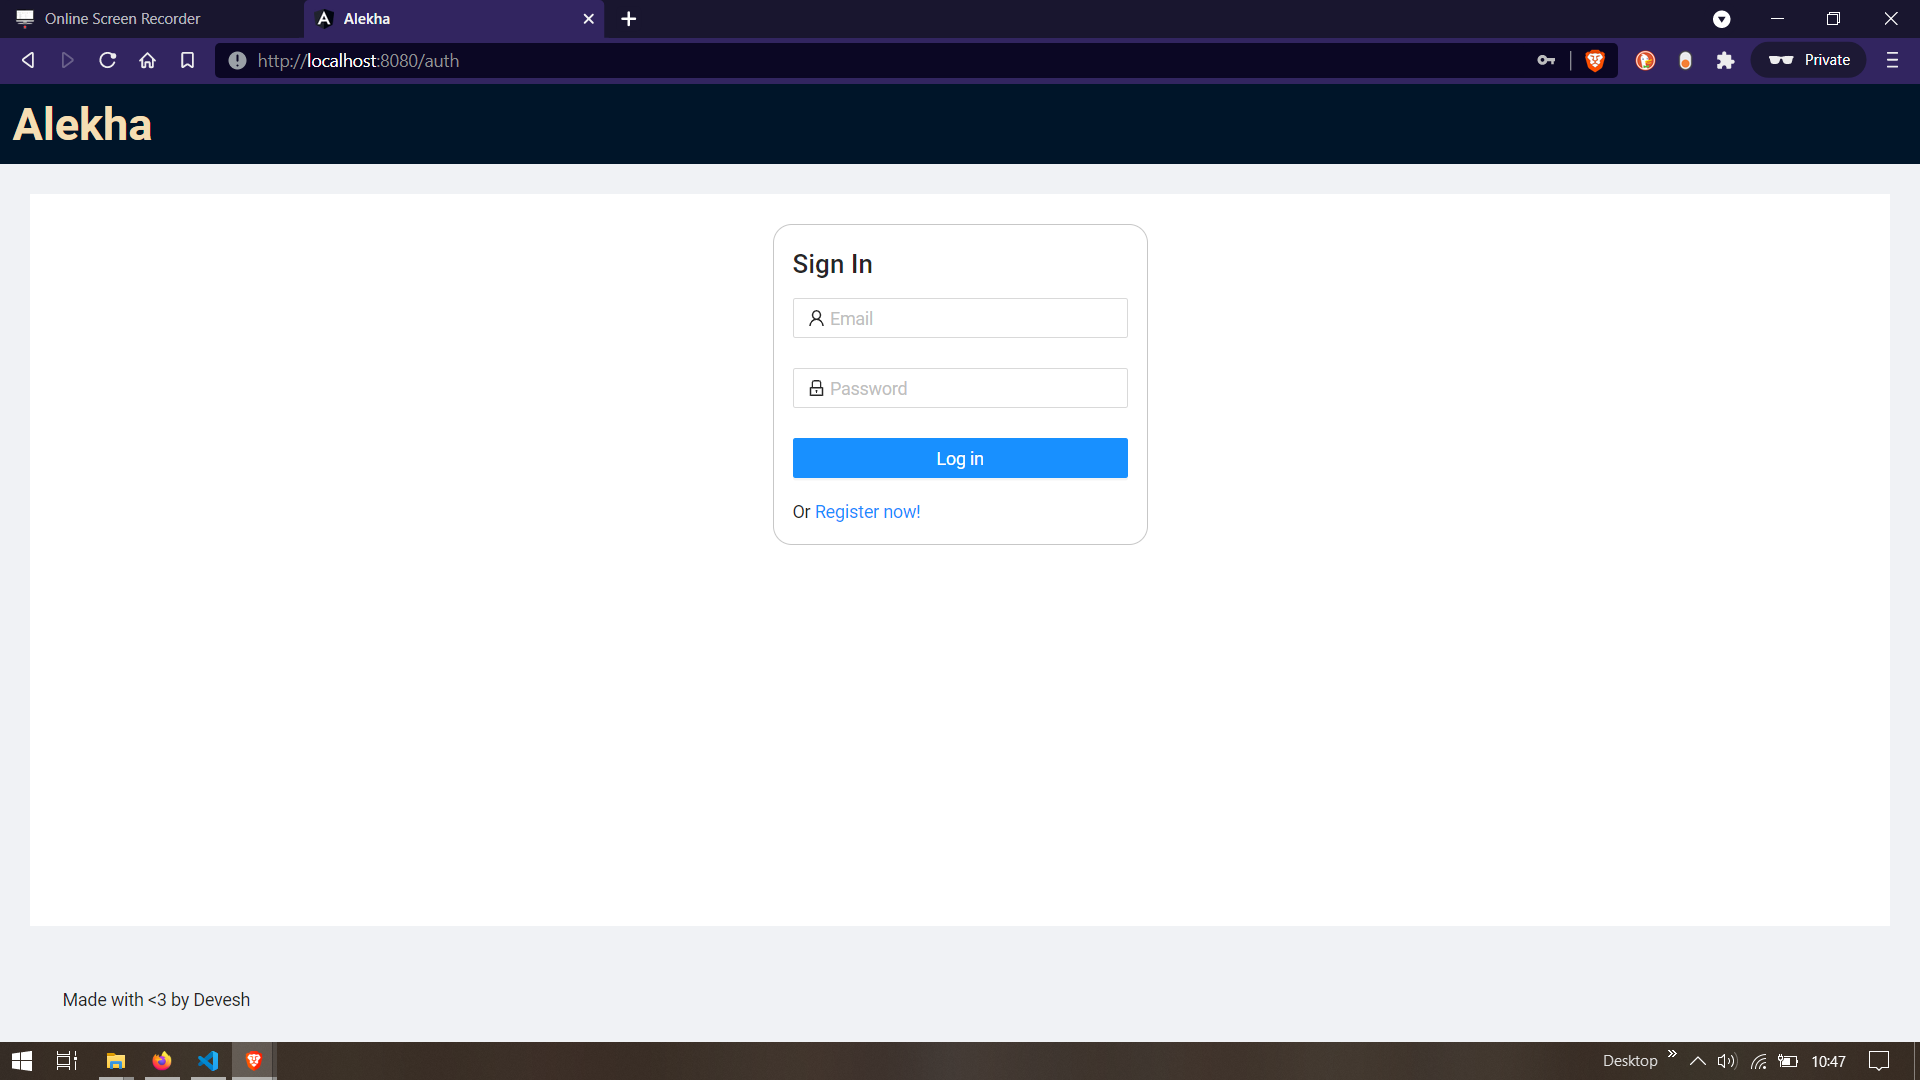 Online Screen Recorder
Alekha
http://localhost:8080/auth
Private
Alekha
Sign In
Email
Password
Log in
Or Register now!
Made with <3 by Devesh
Desktop
10:47